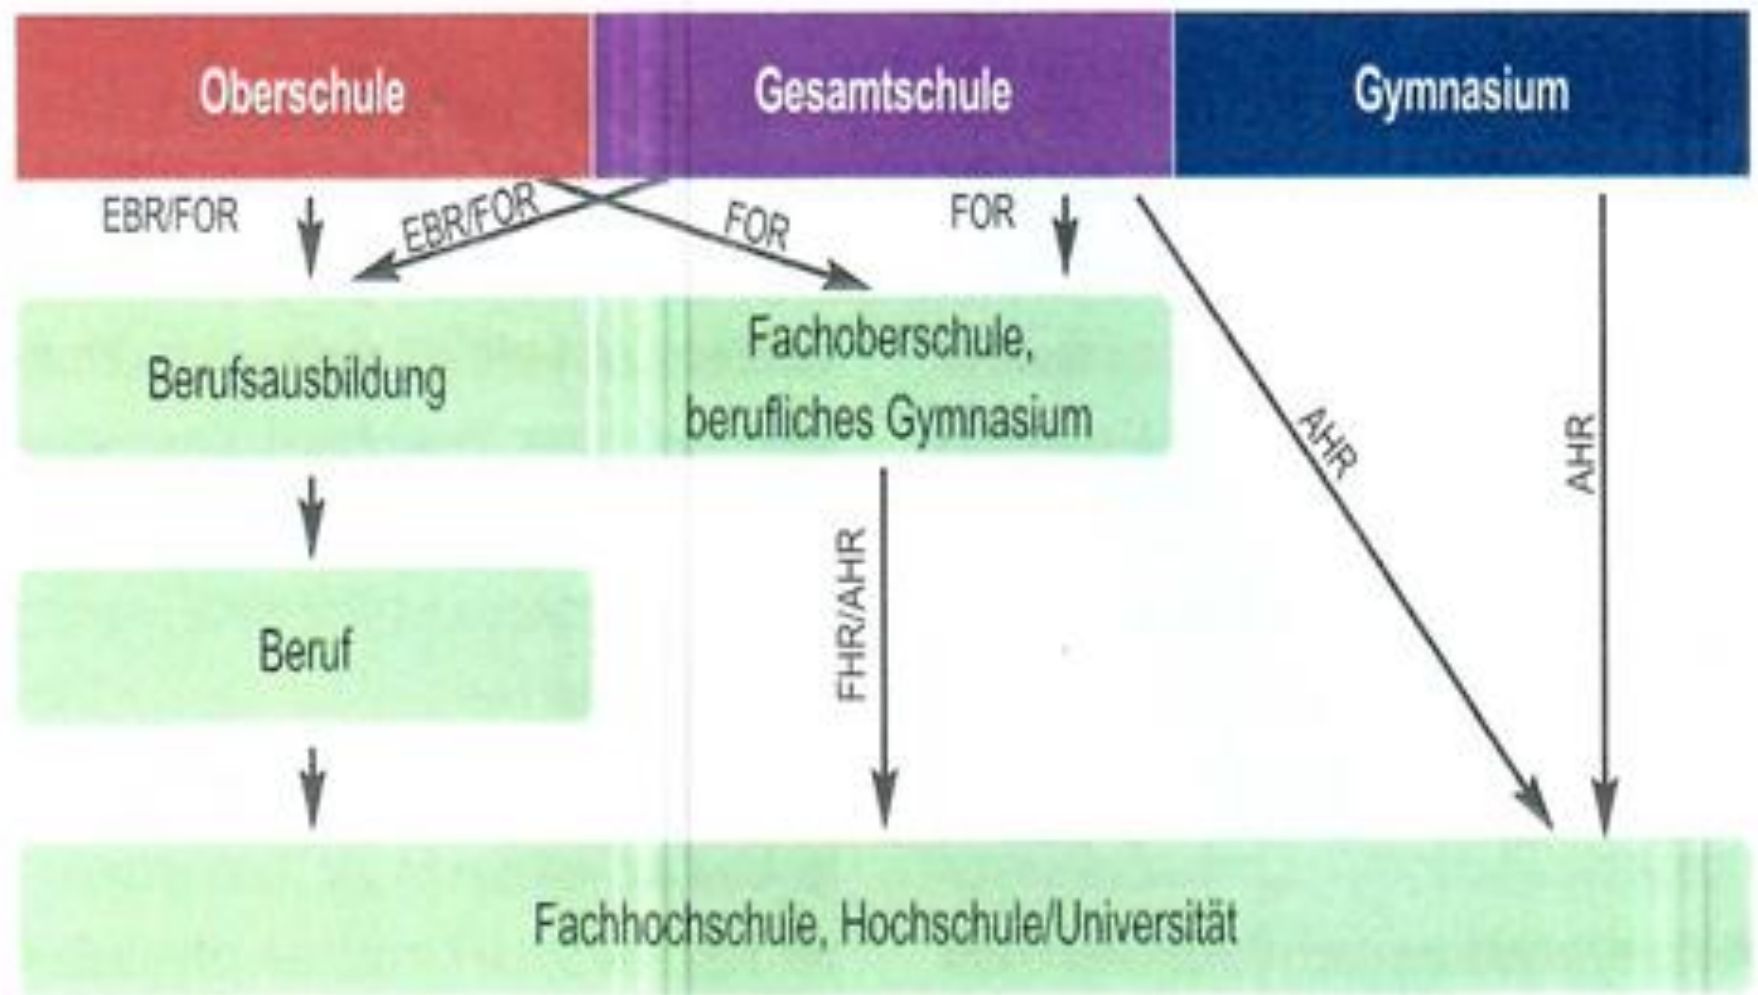 Oberschule
Gesamtschule
Gymnasium
EBR/FOR
EBR/FOR
FOR
FOR
Berufsausbildung
Fachoberschule,
berufliches Gymnasium
AHR
AHR
Beruf
FHR/AHR
Fachhochschule, Hochschule/Universität